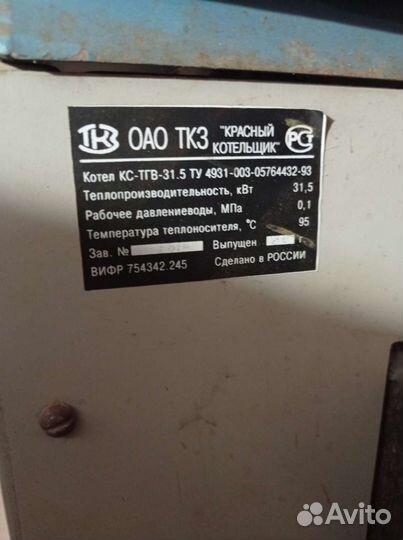 ТКЗ ОАО ТКЗ "КРАСНЫЙ КОТЕЛЬЩИК" РСТ
Котел КС-ТГВ-31.5 ТУ 4931-003-05764432-93
Теплопроизводительность, кВт 31,5
Рабочее давлениеводы, МПа 0,1
Температура теплоносителя, °С 95
Зав. № Выпущен г.
ВИФР 754342.245 Сделано в РОССИИ
Avito